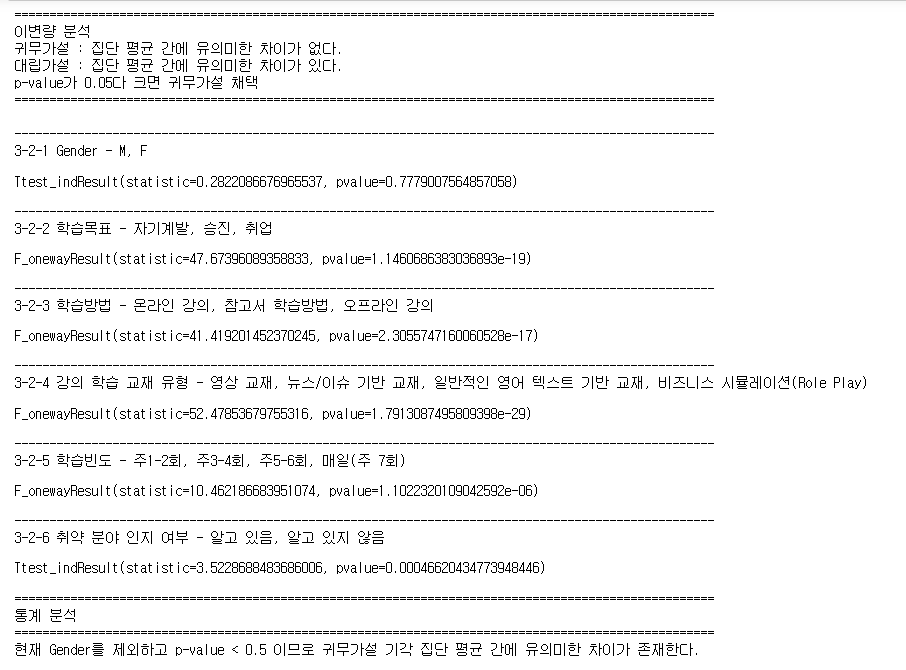 ====================================================================================================
이변량 분석
귀무가설 : 집단 평균 간에 유의미한 차이가 없다.
대립가설 : 집단 평균 간에 유의미한 차이가 있다.
p-value가 0.05다 크면 귀무가설 채택
====================================================================================================
----------------------------------------------------------------------------------------------------
3-2-1 Gender - M, F
Ttest_indResult(statistic=0.2822086676965537, pvalue=0.7779007564857058)
----------------------------------------------------------------------------------------------------
3-2-2 학습목표 - 자기계발, 승진, 취업
F_onewayResult(statistic=47.67396089358833, pvalue=1.1460686383036893e-19)
----------------------------------------------------------------------------------------------------
3-2-3 학습방법 - 온라인 강의, 참고서 학습방법, 오프라인 강의
F_onewayResult(statistic=41.419201452370245, pvalue=2.3055747160060528e-17)
----------------------------------------------------------------------------------------------------
3-2-4 강의 학습 교재 유형 - 영상 교재, 뉴스/이슈 기반 교재, 일반적인 영어 텍스트 기반 교재, 비즈니스 시뮬레이션(Role Play)
F_onewayResult(statistic=52.47853679755316, pvalue=1.7913087495809398e-29)
----------------------------------------------------------------------------------------------------
3-2-5 학습빈도 - 주1-2회, 주3-4회, 주5-6회, 매일(주 7회)
F_onewayResult(statistic=10.462186683951074, pvalue=1.1022320109042592e-06)
----------------------------------------------------------------------------------------------------
3-2-6 취약 분야 인지 여부 - 알고 있음, 알고 있지 않음
Ttest_indResult(statistic=3.5228688483686006, pvalue=0.00046620434773948446)
====================================================================================================
통계 분석
====================================================================================================
현재 Gender를 제외하고 p-value < 0.5 이므로 귀무가설 기각 집단 평균 간에 유의미한 차이가 존재한다.